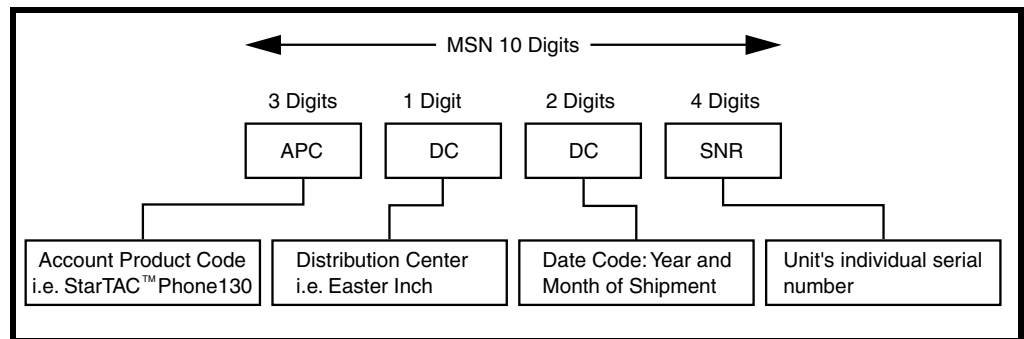 MSN 10 Digits
3 Digits 1 Digit 2 Digits 4 Digits
APC DC DC SNR
Account Product Code
i.e. StarTAC™Phone130
Distribution Center
i.e. Easter Inch
Date Code: Year and
Month of Shipment
Unit's individual serial
number